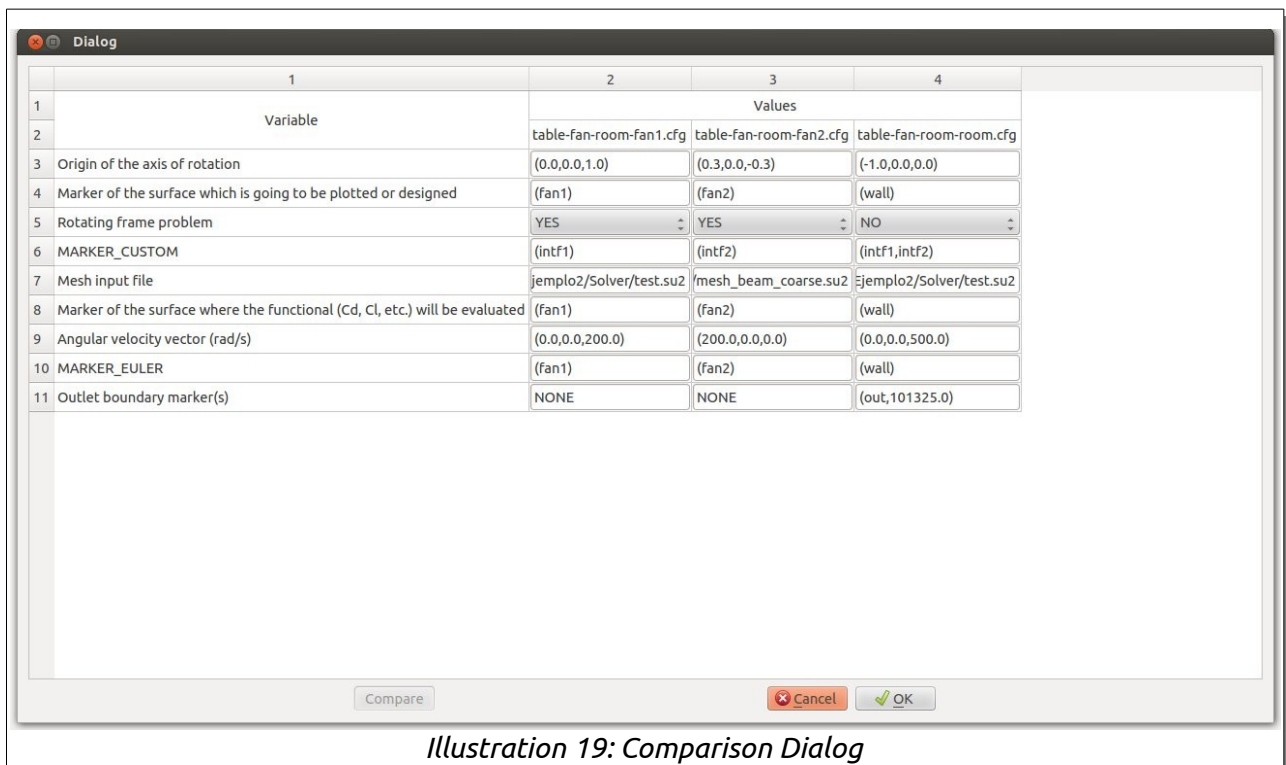 Dialog
1 2 3 4
1 Variable Values
2 table-fan-room-fan1.cfg table-fan-room-fan2.cfg table-fan-room-room.cfg
3 Origin of the axis of rotation (0.0,0.0,1.0) (0.3,0.0,-0.3) (-1.0,0.0,0.0)
4 Marker of the surface which is going to be plotted or designed (fan1) (fan2) (wall)
5 Rotating frame problem YES YES NO
6 MARKER_CUSTOM (intf1) (intf2) (intf1,intf2)
7 Mesh input file jemplo2/Solver/test.su2 /mesh_beam_coarse.su2 Ejemplo2/Solver/test.su2
8 Marker of the surface where the functional (Cd, Cl, etc.) will be evaluated (fan1) (fan2) (wall)
9 Angular velocity vector (rad/s) (0.0,0.0,200.0) (200.0,0.0,0.0) (0.0,0.0,500.0)
10 MARKER_EULER (fan1) (fan2) (wall)
11 Outlet boundary marker(s) NONE NONE (out,101325.0)
Compare Cancel OK
Illustration 19: Comparison Dialog